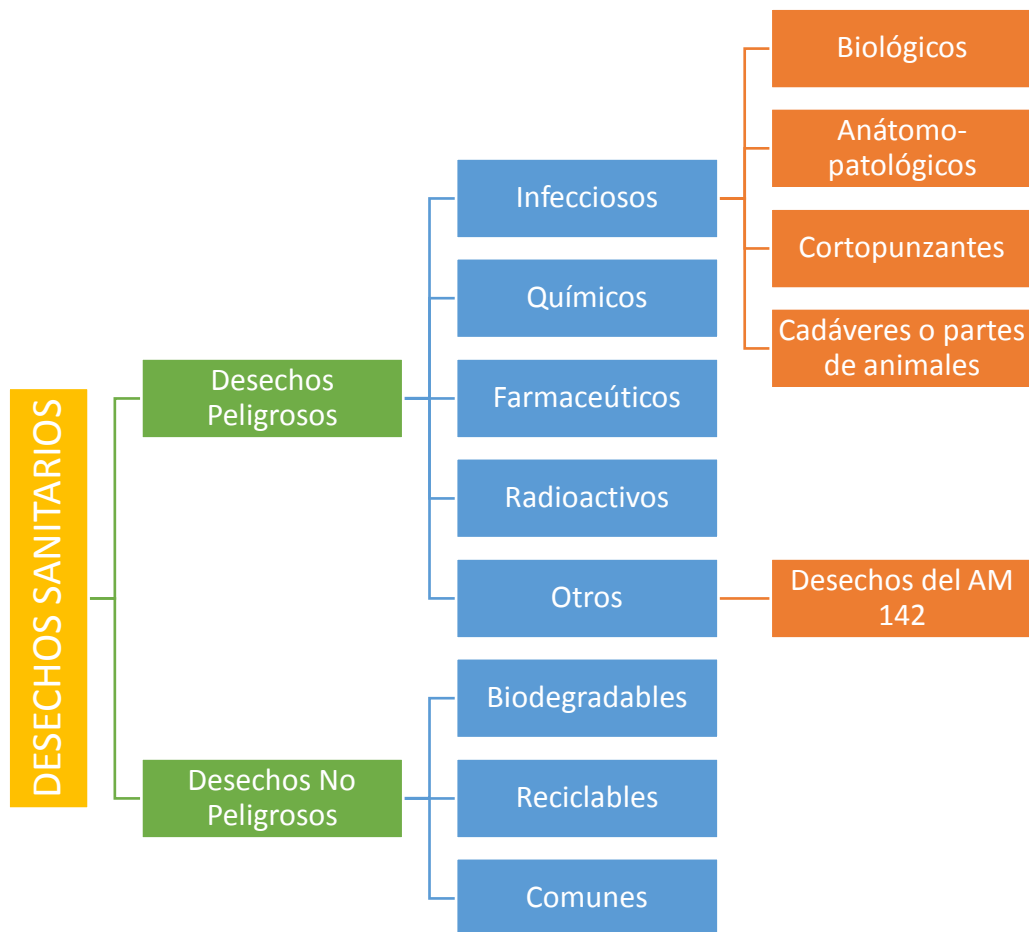 DESECHOS SANITARIOS
Desechos
Peligrosos
Infecciosos
Biológicos
Anátomo-
patológicos
Cortopunzantes
Cadáveres o partes
de animales
Químicos
Farmaceúticos
Radioactivos
Otros
Desechos del AM
142
Desechos No
Peligrosos
Biodegradables
Reciclables
Comunes